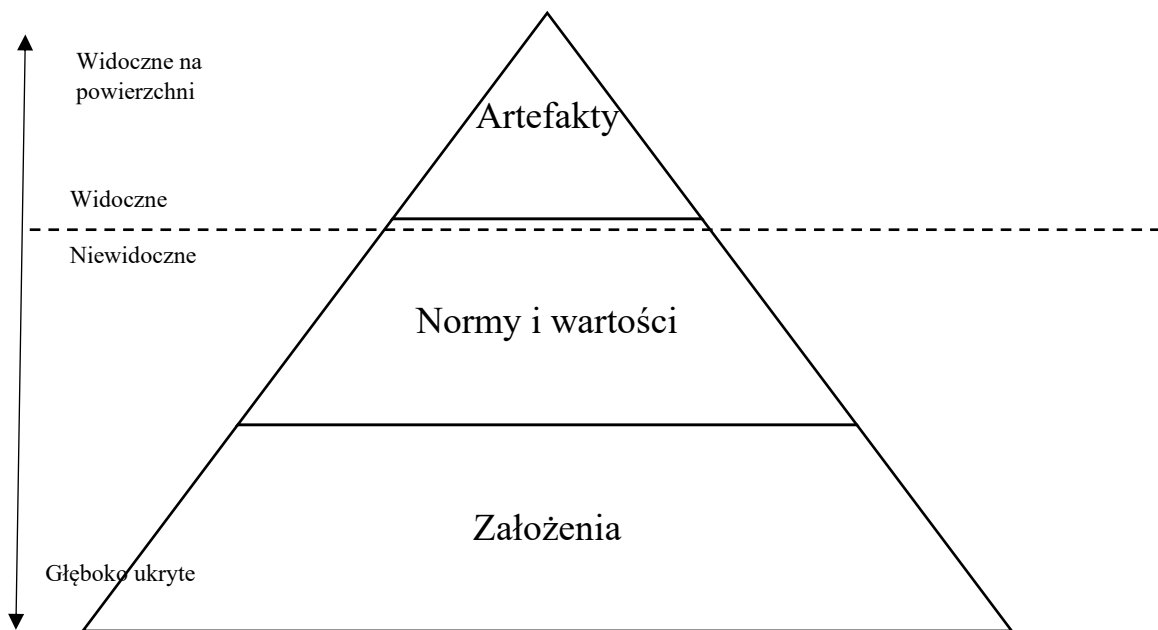 Widoczne na
powierzchni
Artefakty
Widoczne
Niewidoczne
Normy i wartości
Założenia
Głęboko ukryte